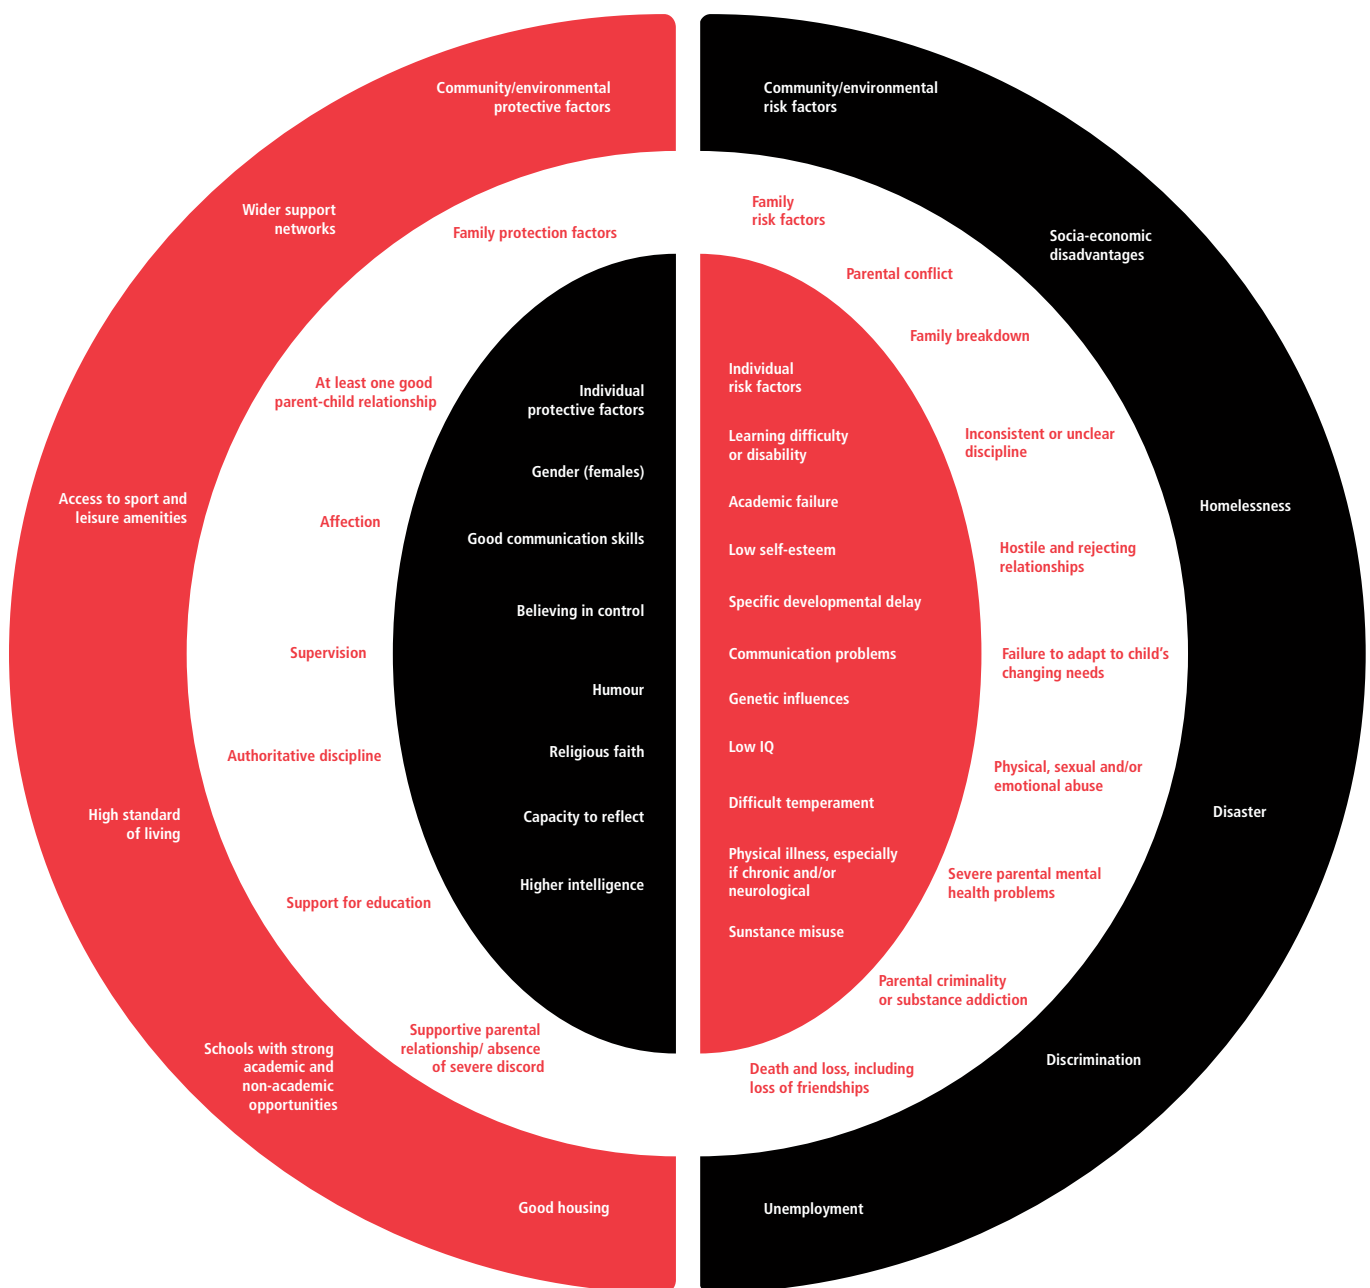 Community/environmental
protective factors
Wider support
networks
Access to sport and
leisure amenities
High standard
of living
Schools with strong
academic and
non-academic
opportunities
Good housing
Family protection factors
At least one good
parent-child relationship
Affection
Supervision
Authoritative discipline
Support for education
Supportive parental
relationship/ absence
of severe discord
Individual
protective factors
Gender (females)
Good communication skills
Believing in control
Humour
Religious faith
Capacity to reflect
Higher intelligence
Individual
risk factors
Learning difficulty
or disability
Academic failure
Low self-esteem
Specific developmental delay
Communication problems
Genetic influences
Low IQ
Difficult temperament
Physical illness, especially
if chronic and/or
neurological
Sunstance misuse
Family
risk factors
Parental conflict
Family breakdown
Inconsistent or unclear
discipline
Hostile and rejecting
relationships
Failure to adapt to child's
changing needs
Physical, sexual and/or
emotional abuse
Severe parental mental
health problems
Parental criminality
or substance addiction
Death and loss, including
loss of friendships
Community/environmental
risk factors
Socia-economic
disadvantages
Homelessness
Disaster
Discrimination
Unemployment